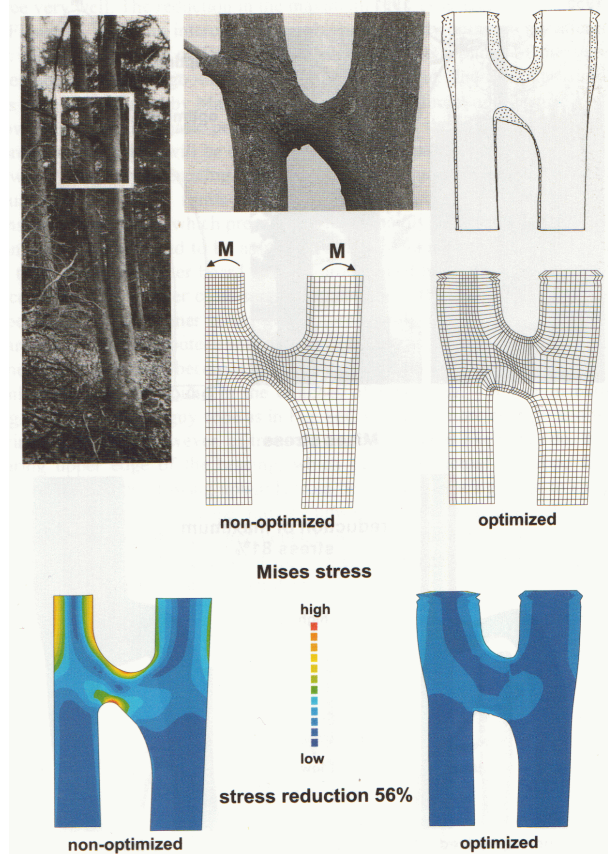 M M
non-optimized optimized
Mises stress
high
low
stress reduction 56%
non-optimized optimized